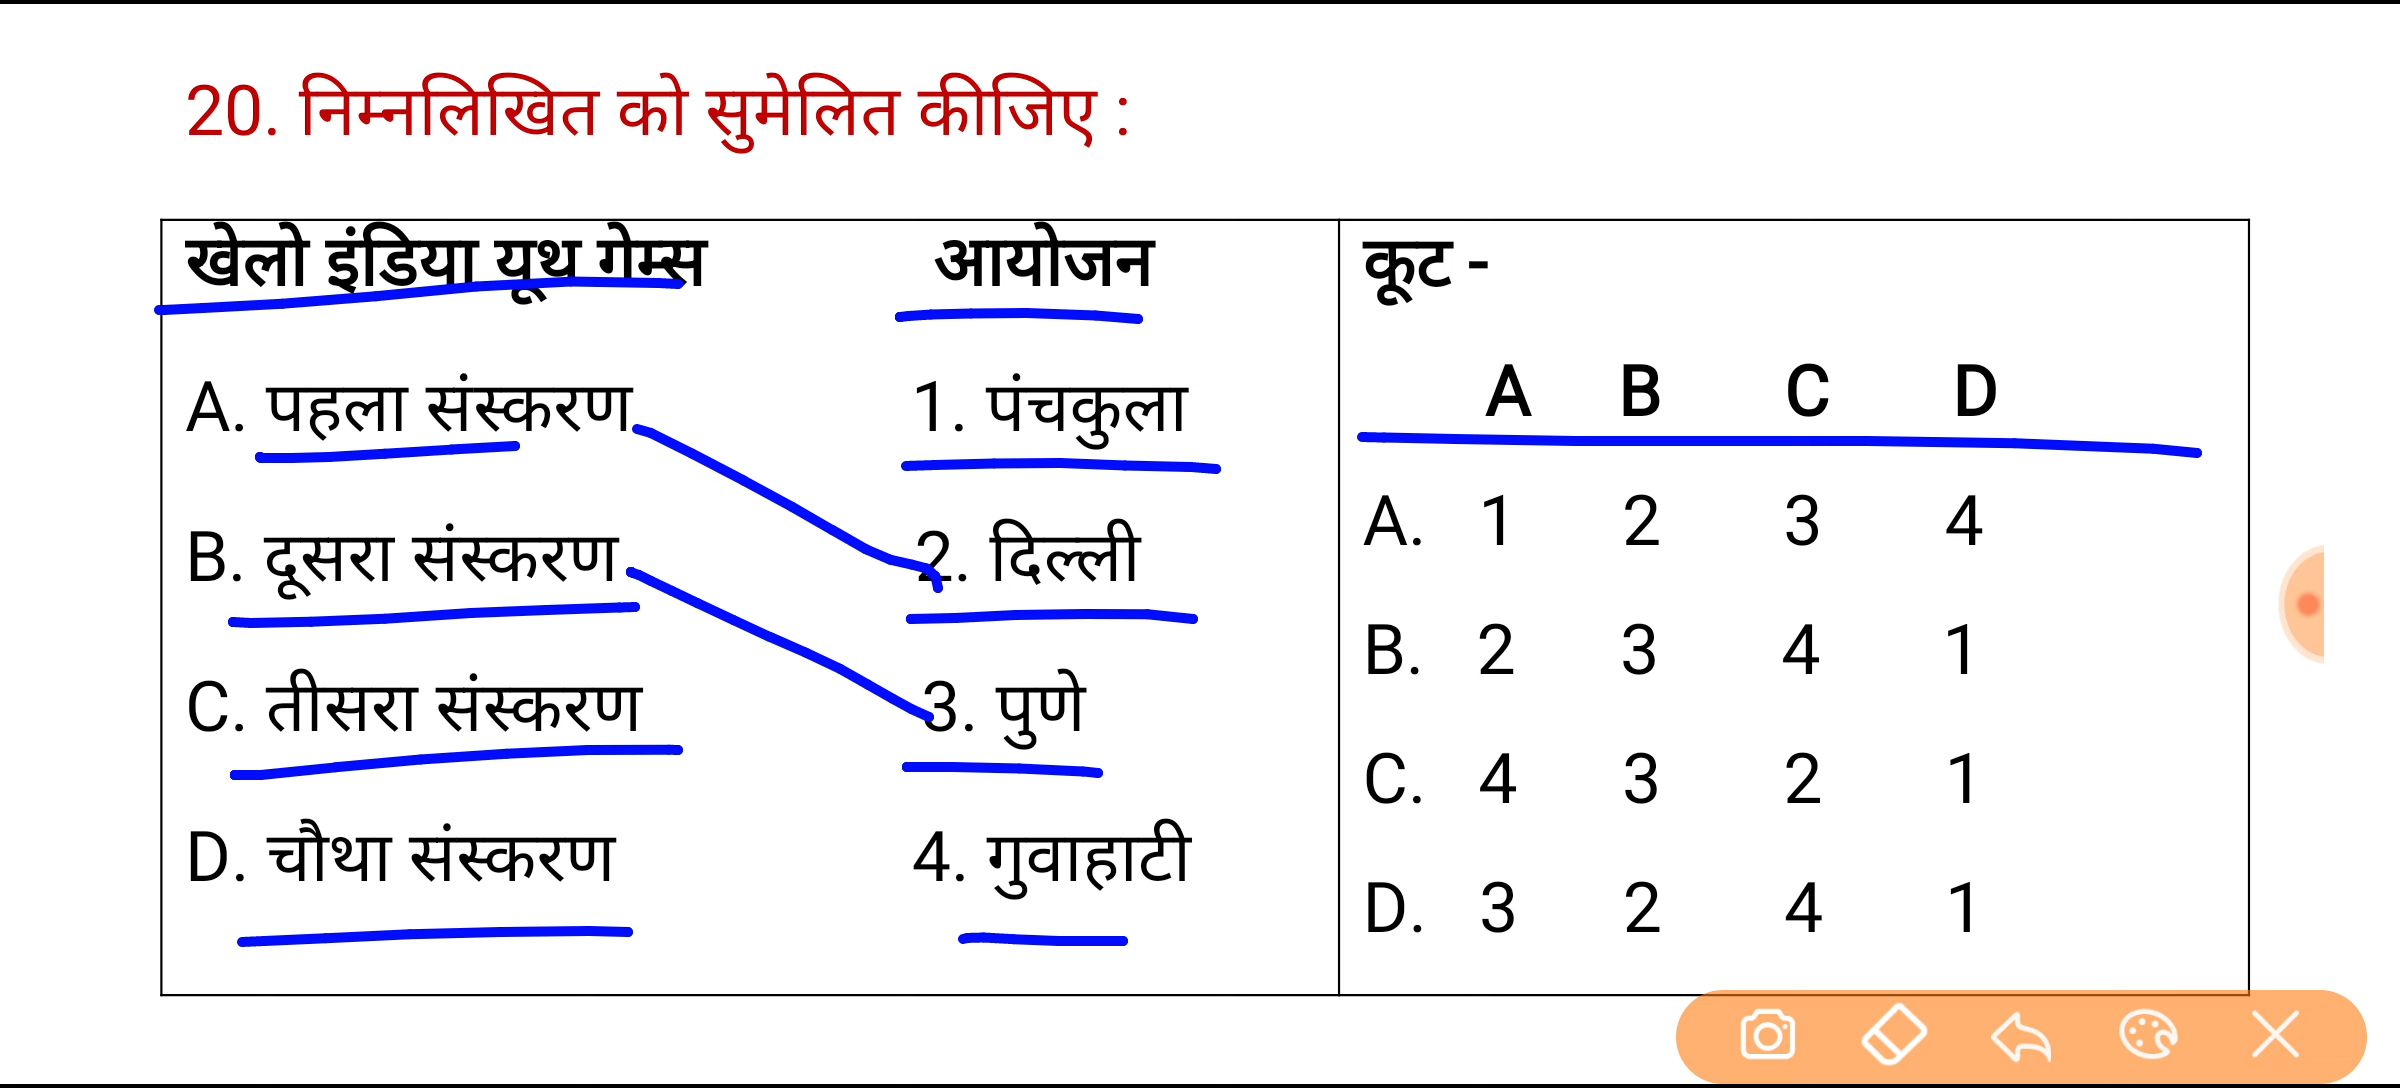 20. निम्नलिखित को सुमेलित कीजिए :
खेलो इंडिया यूथ गेम्स आयोजन
A. पहला संस्करण 1. पंचकुला
B. दूसरा संस्करण 2. दिल्ली
C. तीसरा संस्करण 3. पुणे
D. चौथा संस्करण 4. गुवाहाटी
कूट -
A B C D
A. 1 2 3 4
B. 2 3 4 1
C. 4 3 2 1
D. 3 2 4 1